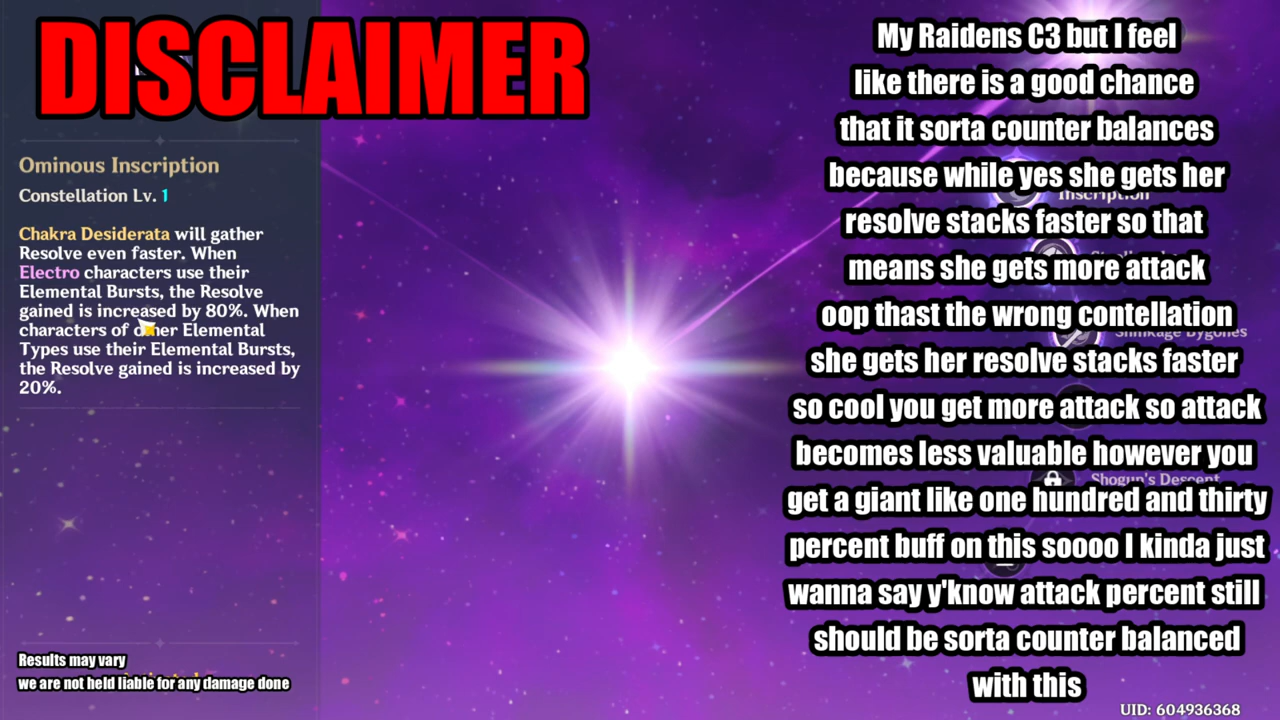 DISCLAIMER
Ominous Inscription
Constellation Lv. 1
Chakra Desiderata will gather
Resolve even faster. When
Electro characters use their
Elemental Bursts, the Resolve
gained is increased by 80%. When
characters of other Elemental
Types use their Elemental Bursts,
the Resolve gained is increased by
20%.
Results may vary
we are not held liable for any damage done
My Raidens C3 but I feel
like there is a good chance
that it sorta counter balances
because while yes she gets her
Inscription
resolve stacks faster so that
means she gets more attack
oop thast the wrong contellation
Shinkage Bygones
she gets her resolve stacks faster
so cool you get more attack so attack
becomes less valuable however you
Shogun's Descent
get a giant like one hundred and thirty
percent buff on this soooo I kinda just
wanna say y'know attack percent still
should be sorta counter balanced
with this
UID: 604936368